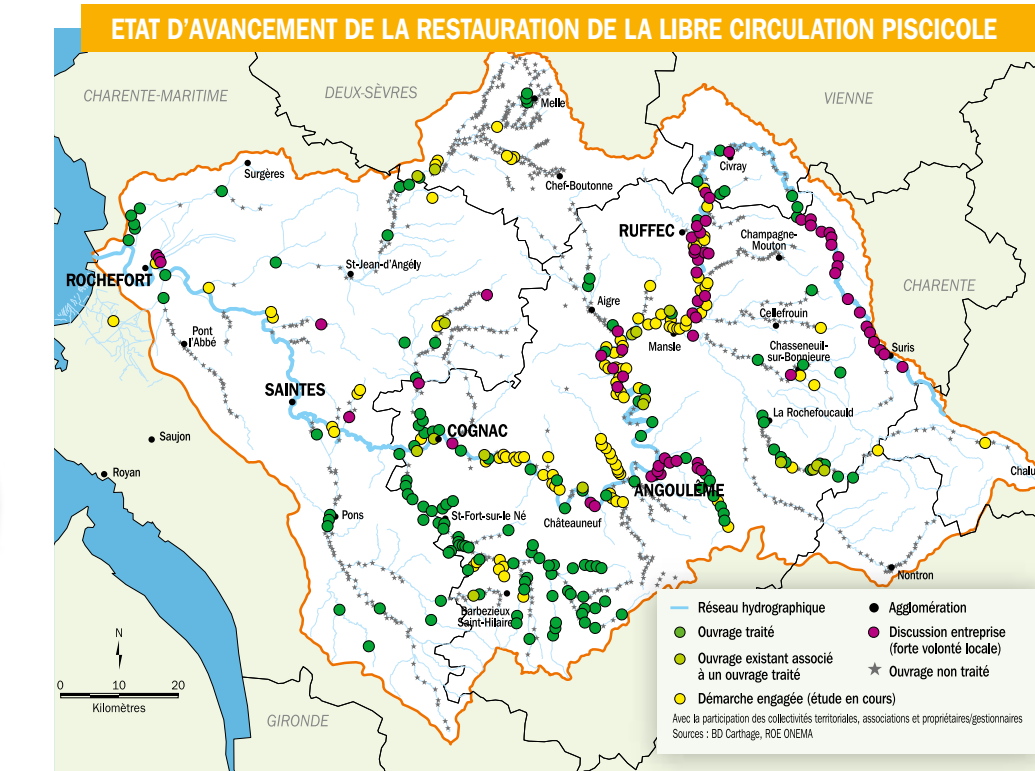 ETAT D'AVANCEMENT DE LA RESTAURATION DE LA LIBRE CIRCULATION PISCICOLE
CHARENTE-MARITIME
DEUX-SÈVRES
VIENNE
Melle
Surgères
Civray
Chef-Boutonne
RUFFEC
Champagne-
Mouton
ROCHEFORT
St-Jean-d'Angély
CHARENTE
Aigre
Cellefrouin
Pont
l'Abbé
Mansle
Chasseneuil-
sur-Bonnieure
Suris
SAINTES
La Rochefoucauld
Saujon
COGNAC
Royan
Chalu
ANGOULÊME
Pons
St-Fort-sur-le Né
Châteauneuf
Nontron
Barbezieux
Saint-Hilaire
GIRONDE
N
0 10 20
Kilomètres
Réseau hydrographique
Ouvrage traité
Ouvrage existant associé
à un ouvrage traité
Démarche engagée (étude en cours)
Agglomération
Discussion entreprise
(forte volonté locale)
Ouvrage non traité
Avec la participation des collectivités territoriales, associations et propriétaires/gestionnaires
Sources : BD Carthage, ROE ONEMA